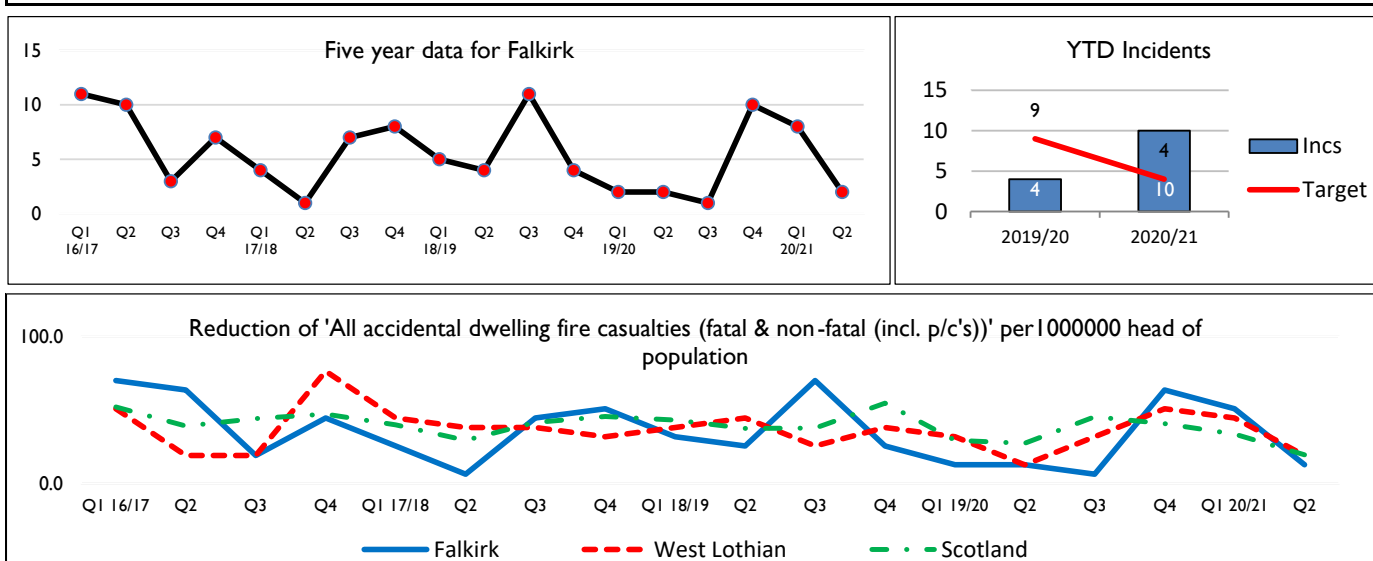 Five year data for Falkirk
15
10
5
0
Q1 Q2 Q3 Q4 Q1 Q2 Q3 Q4 Q1 Q2 Q3 Q4 Q1 Q2 Q3 Q4 Q1 Q2
16/17 17/18 18/19 19/20 20/21
YTD Incidents
15
10
5
0
9
4
4
10
2019/20 2020/21
Incs
Target
Reduction of 'All accidental dwelling fire casualties (fatal & non-fatal (incl. p/c's))' per1000000 head of
population
100.0
0.0
Q1 16/17 Q2 Q3 Q4 Q1 17/18 Q2 Q3 Q4 Q1 18/19 Q2 Q3 Q4 Q1 19/20 Q2 Q3 Q4 Q1 20/21 Q2
Falkirk West Lothian Scotland